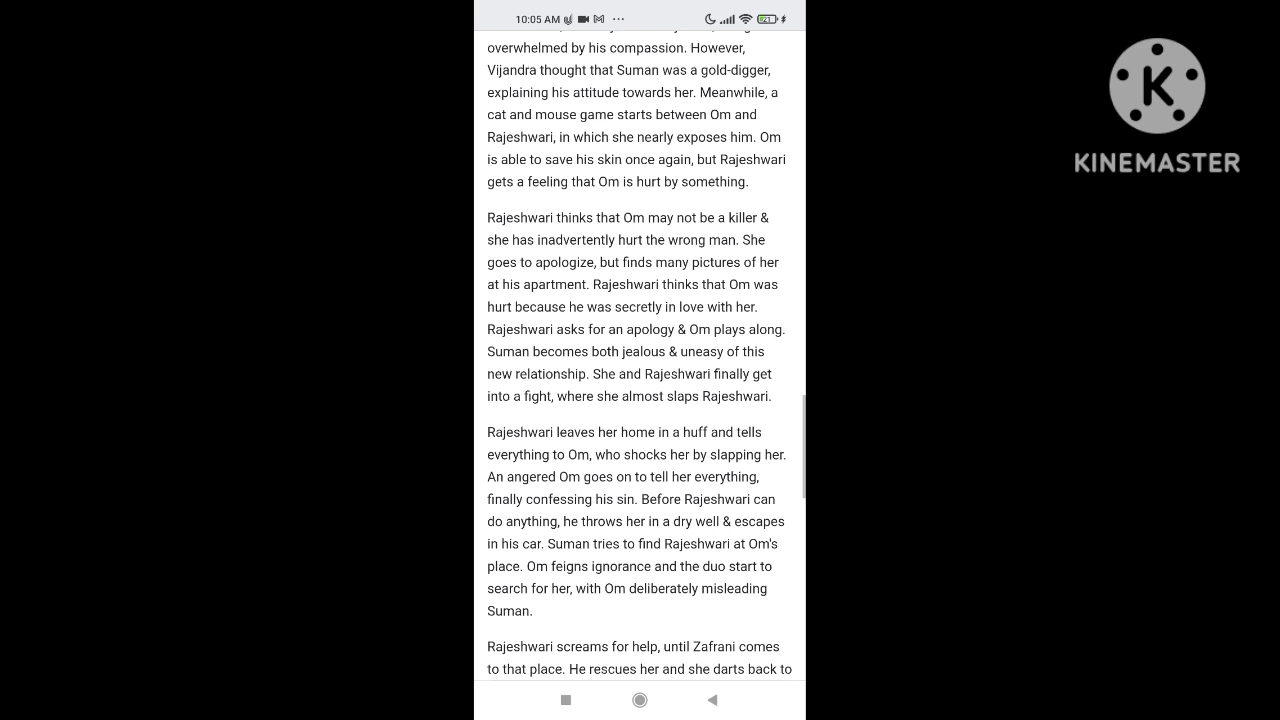 10:05 AM
21
overwhelmed by his compassion. However,
Vijandra thought that Suman was a gold-digger,
explaining his attitude towards her. Meanwhile, a
cat and mouse game starts between Om and
Rajeshwari, in which she nearly exposes him. Om
is able to save his skin once again, but Rajeshwari
gets a feeling that Om is hurt by something.
Rajeshwari thinks that Om may not be a killer &
she has inadvertently hurt the wrong man. She
goes to apologize, but finds many pictures of her
at his apartment. Rajeshwari thinks that Om was
hurt because he was secretly in love with her.
Rajeshwari asks for an apology & Om plays along.
Suman becomes both jealous & uneasy of this
new relationship. She and Rajeshwari finally get
into a fight, where she almost slaps Rajeshwari.
Rajeshwari leaves her home in a huff and tells
everything to Om, who shocks her by slapping her.
An angered Om goes on to tell her everything,
finally confessing his sin. Before Rajeshwari can
do anything, he throws her in a dry well & escapes
in his car. Suman tries to find Rajeshwari at Om's
place. Om feigns ignorance and the duo start to
search for her, with Om deliberately misleading
Suman.
Rajeshwari screams for help, until Zafrani comes
to that place. He rescues her and she darts back to
K
KINEMASTER